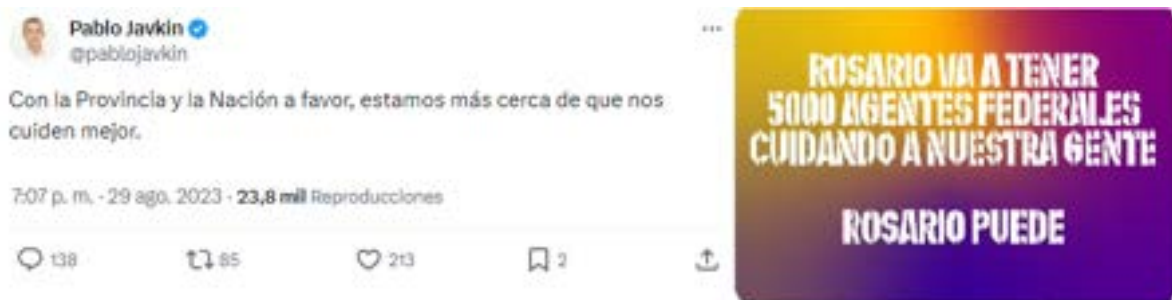 Pablo Javkin
@pablojavkin
Con la Provincia y la Nación a favor, estamos más cerca de que nos
cuiden mejor.
7:07 p. m. · 29 ago. 2023 · 23,8 mil Reproducciones
138 85 213 2
ROSARIO VA A TENER
5000 AGENTES FEDERALES
CUIDANDO A NUESTRA GENTE
ROSARIO PUEDE